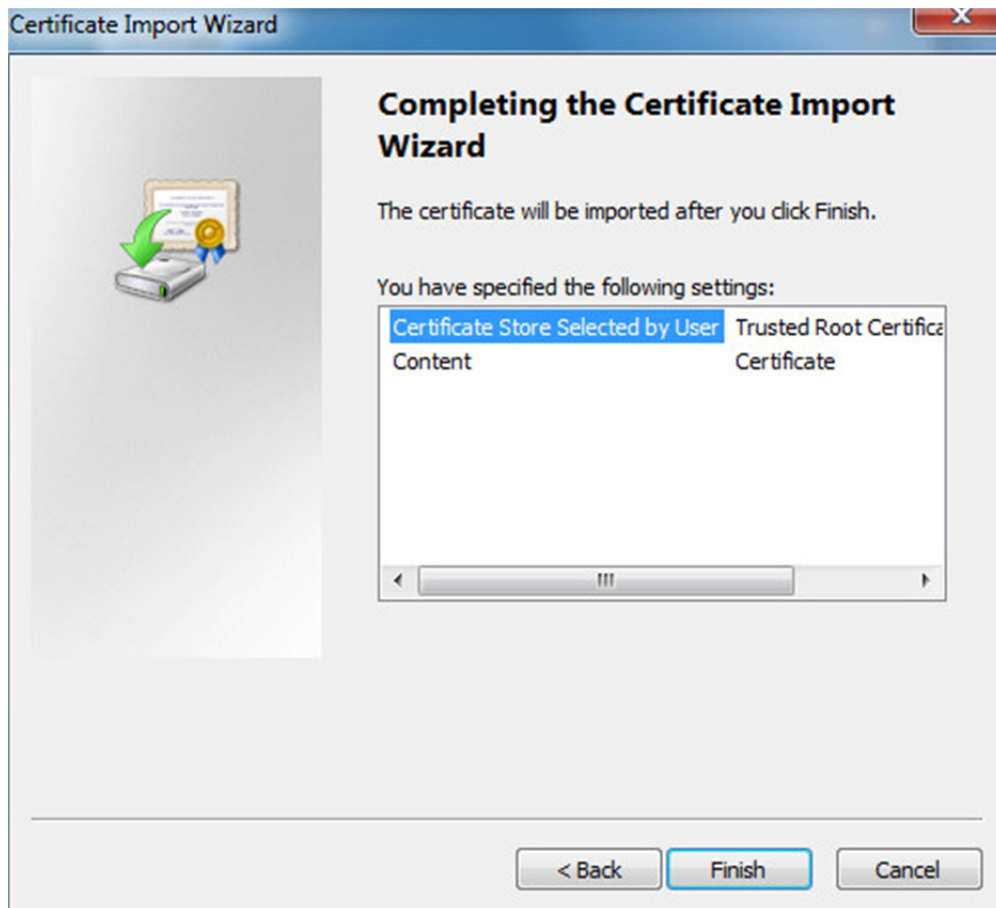 Certificate Import Wizard
Completing the Certificate Import
Wizard
The certificate will be imported after you click Finish.
You have specified the following settings:
Certificate Store Selected by User Trusted Root Certifica
Content Certificate
< Back Finish Cancel